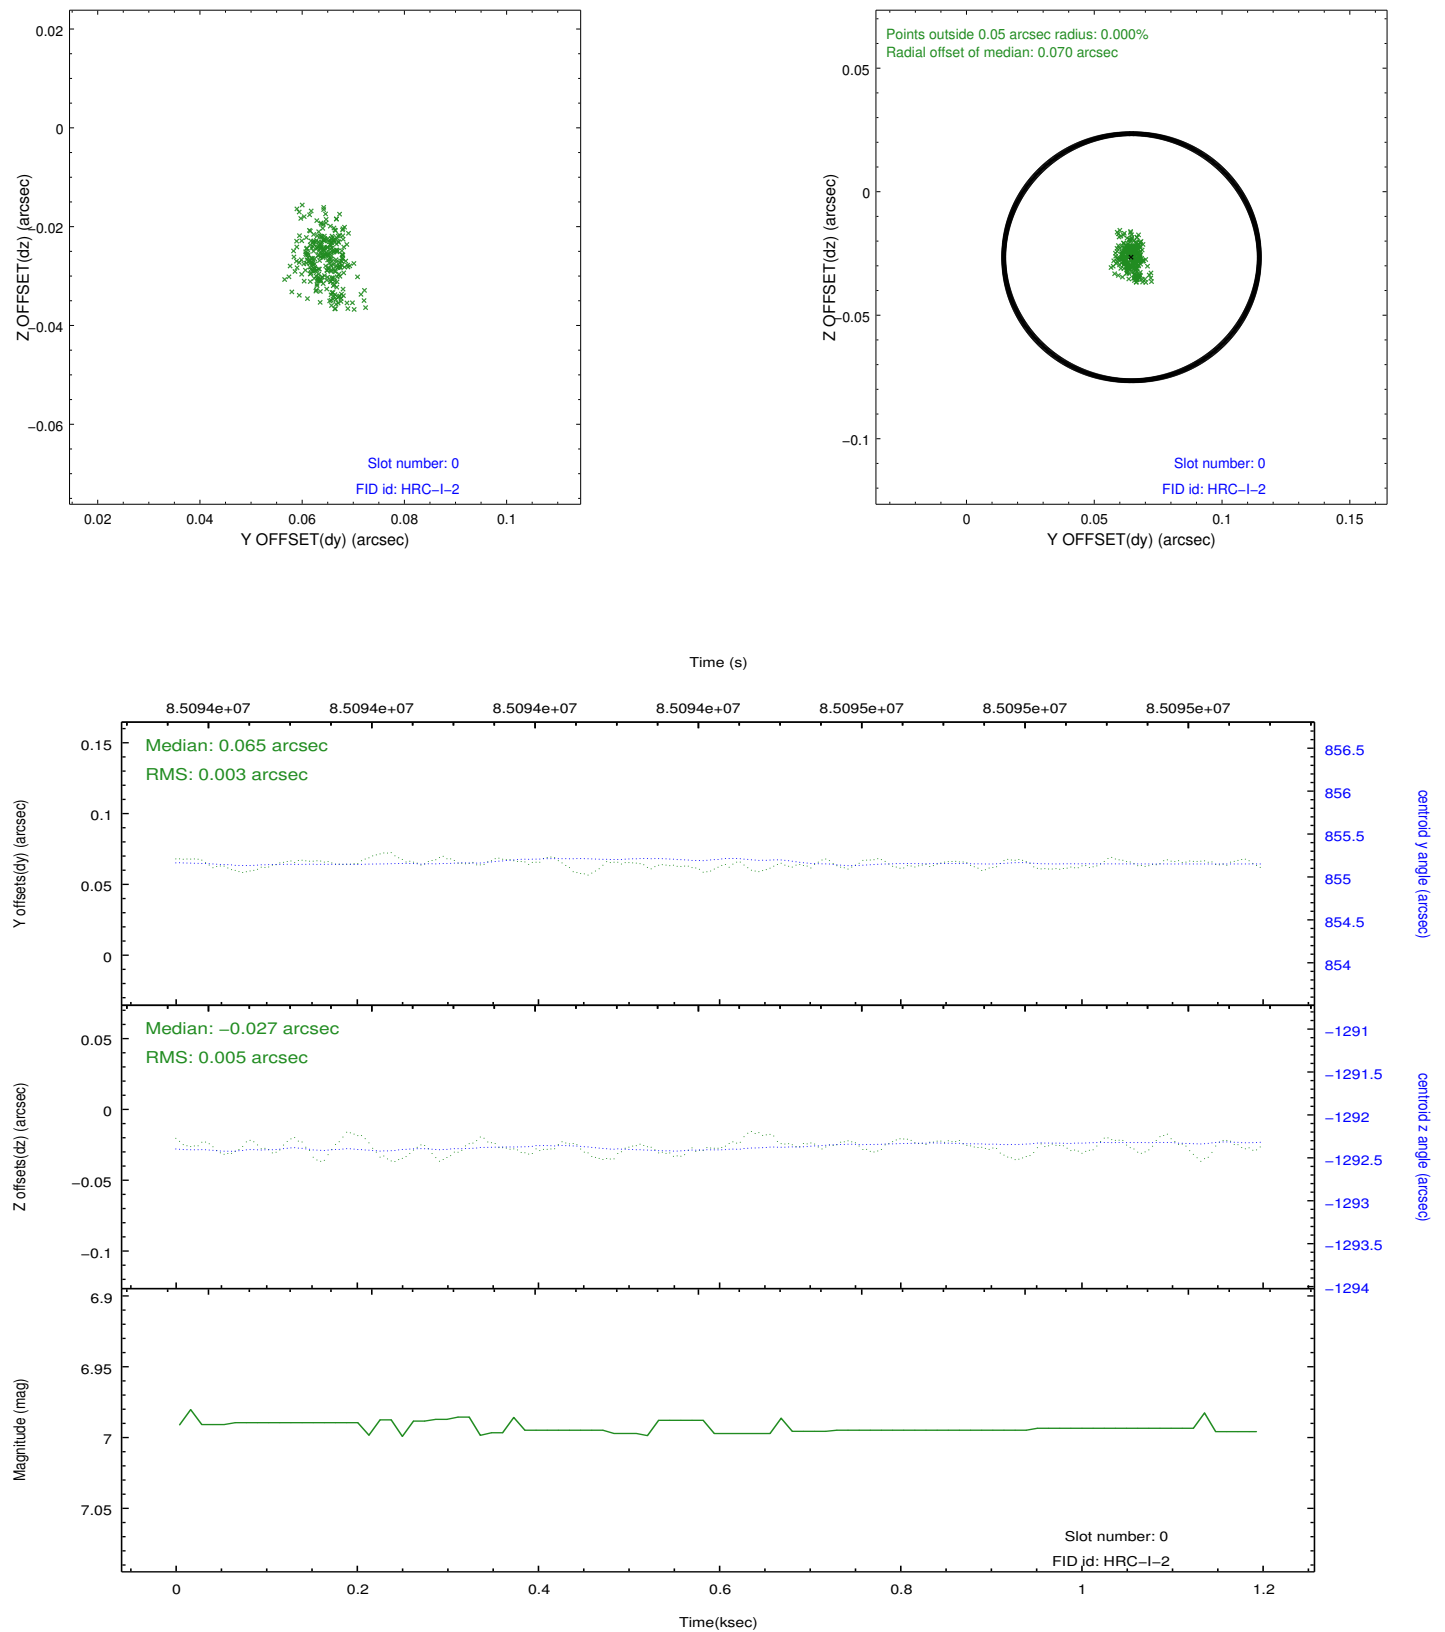 0.02
0
−0.02
−0.04
−0.06
Z OFFSET(dz) (arcsec)
Slot number: 0
FID id: HRC−I−2
0.02
0.04
0.06
0.08
0.1
Y OFFSET(dy) (arcsec)
Points outside 0.05 arcsec radius: 0.000%
Radial offset of median: 0.070 arcsec
0.05
0
−0.05
−0.1
Z OFFSET(dz) (arcsec)
Slot number: 0
FID id: HRC−I−2
0
0.05
0.1
0.15
Y OFFSET(dy) (arcsec)
Time (s)
8.5094e+07
8.5094e+07
8.5094e+07
8.5094e+07
8.5095e+07
8.5095e+07
8.5095e+07
Median: 0.065 arcsec
RMS: 0.003 arcsec
0.15
0.1
0.05
0
Y offsets(dy) (arcsec)
856.5
856
855.5
855
854.5
854
centroid y angle (arcsec)
Median: −0.027 arcsec
RMS: 0.005 arcsec
0.05
0
−0.05
−0.1
Z offsets(dz) (arcsec)
−1291
−1291.5
−1292
−1292.5
−1293
−1293.5
−1294
centroid z angle (arcsec)
6.9
6.95
7
7.05
Magnitude (mag)
Slot number: 0
FID id: HRC−I−2
0
0.2
0.4
0.6
0.8
1
1.2
Time(ksec)